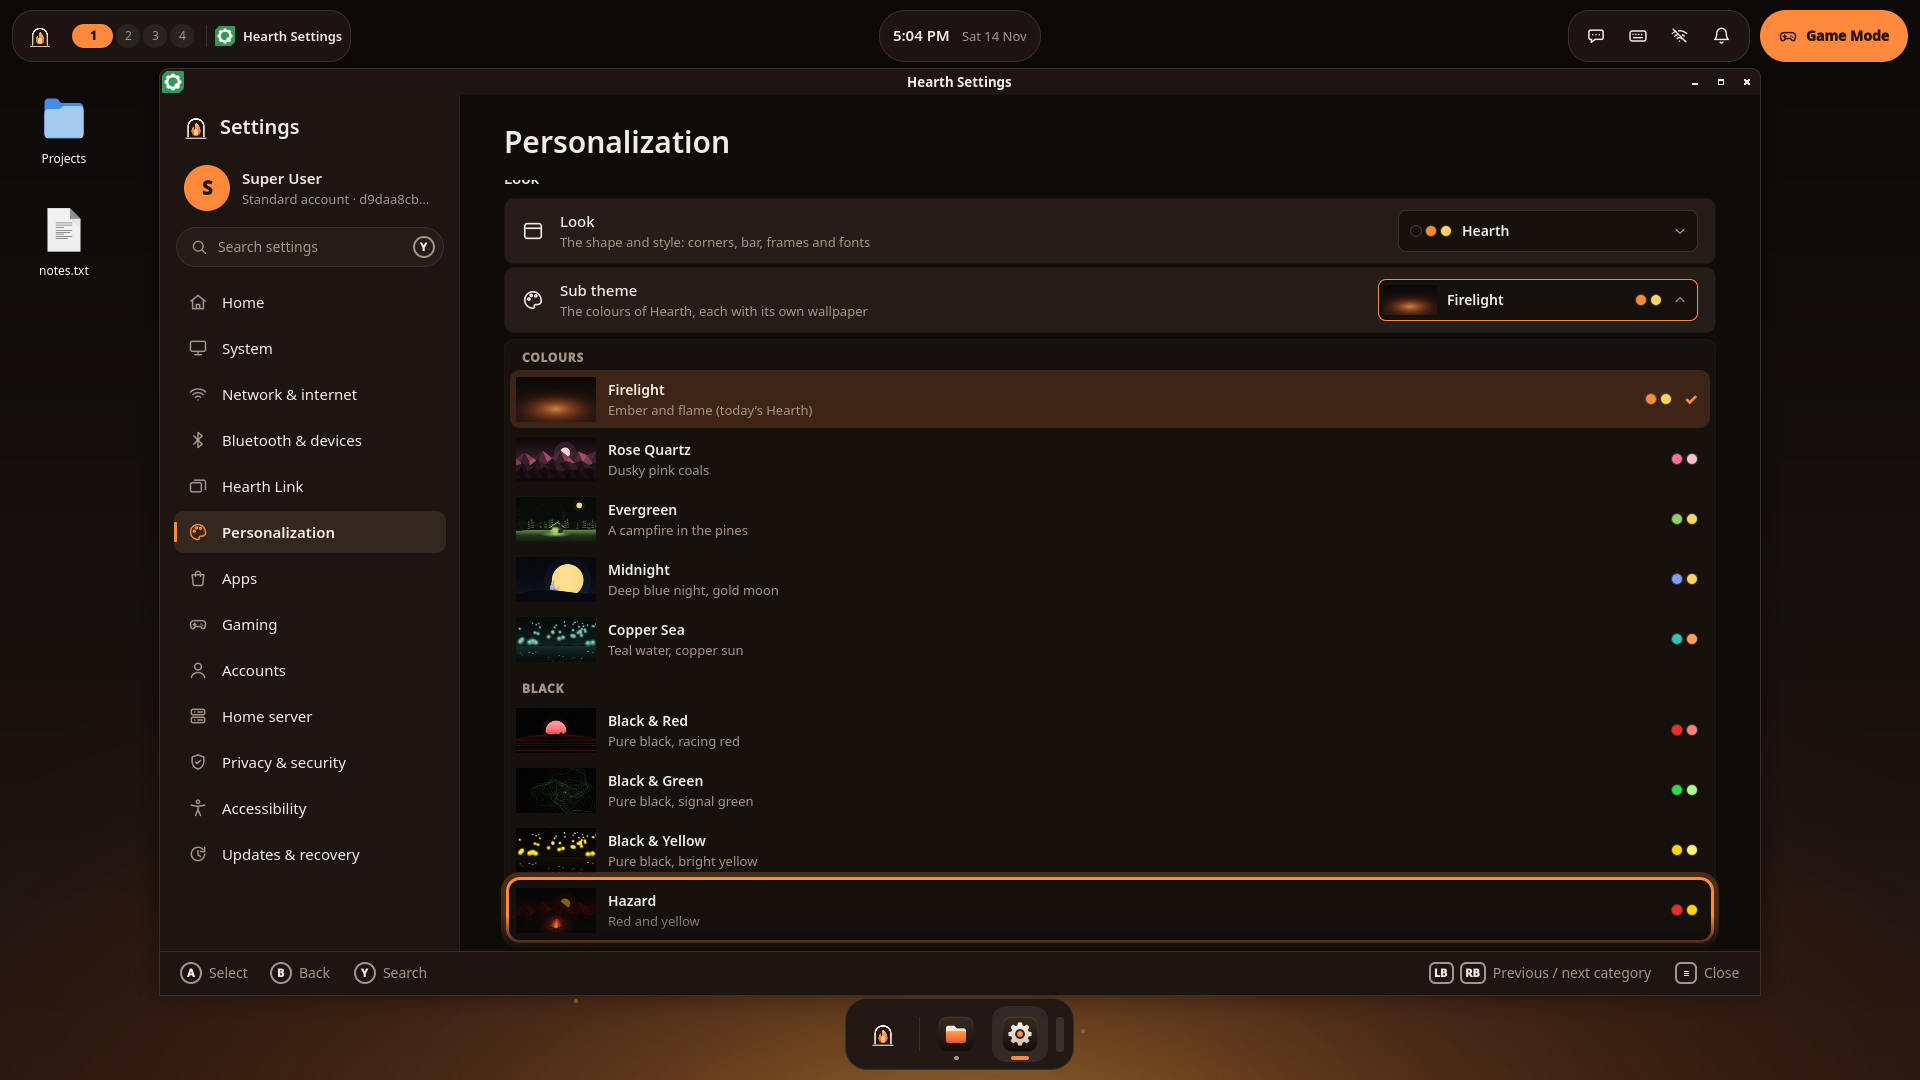 1 2 3 4 Hearth Settings
5:04 PM Sat 14 Nov
Game Mode
Hearth Settings
Projects
notes.txt
Settings
Super User
Standard account · d9daa8cb...
Search settings Y
Home
System
Network & internet
Bluetooth & devices
Hearth Link
Personalization
Apps
Gaming
Accounts
Home server
Privacy & security
Accessibility
Updates & recovery
Personalization
LOOK
Look
The shape and style: corners, bar, frames and fonts
Hearth
Sub theme
The colours of Hearth, each with its own wallpaper
Firelight
COLOURS
Firelight
Ember and flame (today’s Hearth)
Rose Quartz
Dusky pink coals
Evergreen
A campfire in the pines
Midnight
Deep blue night, gold moon
Copper Sea
Teal water, copper sun
BLACK
Black & Red
Pure black, racing red
Black & Green
Pure black, signal green
Black & Yellow
Pure black, bright yellow
Hazard
Red and yellow
A Select B Back Y Search
LB RB Previous / next category ≡ Close